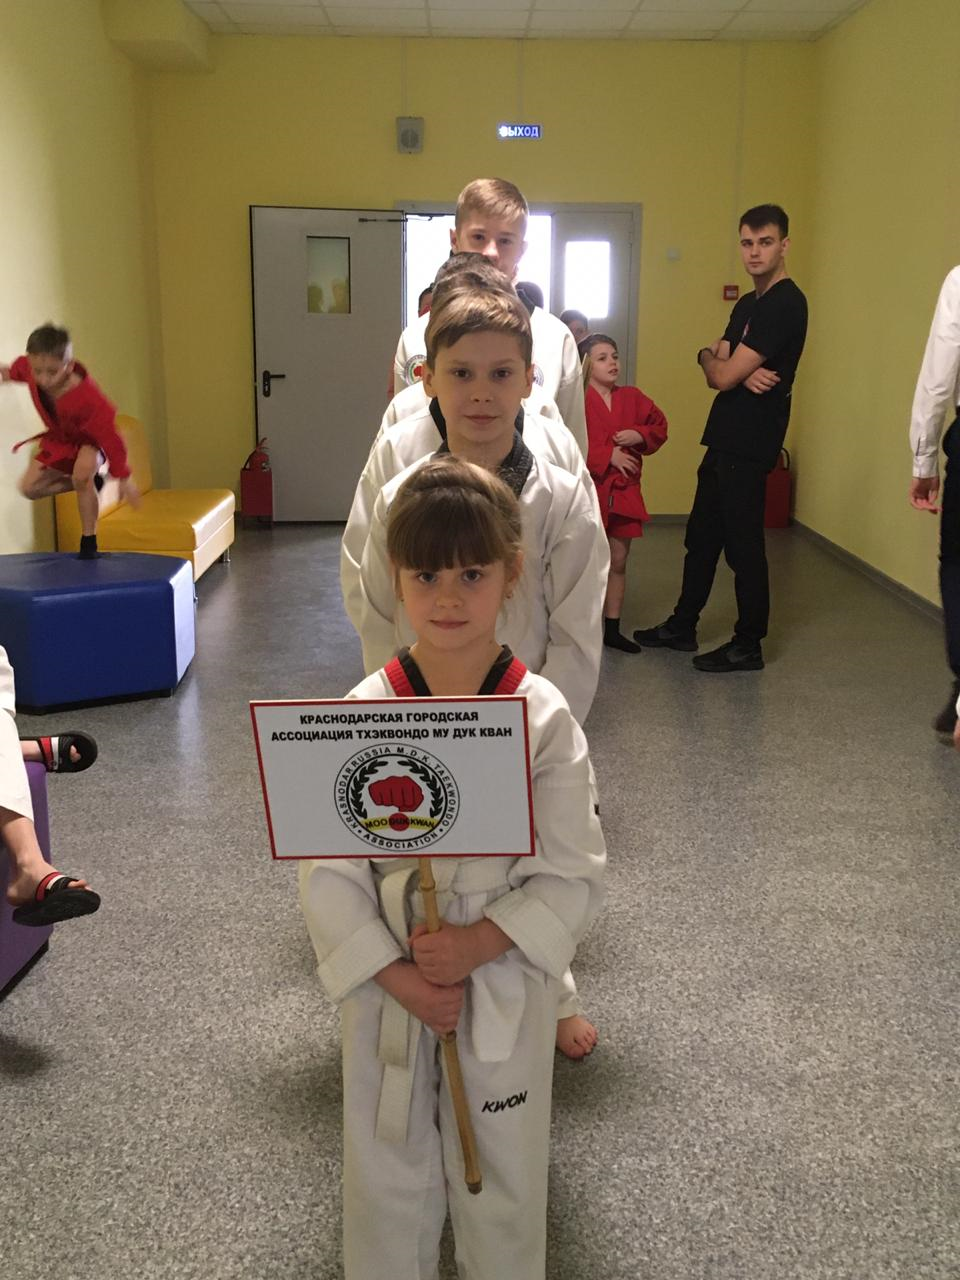 ВЫХОД
КРАСНОДАРСКАЯ ГОРОДСКАЯ
АССОЦИАЦИЯ ТХЭКВОНДО МУ ДУК КВАН
KRASNODAR RUSSIA M.D.K. TAEKWONDO
MOO DUK KWAN
• ASSOCIATION •
KWON